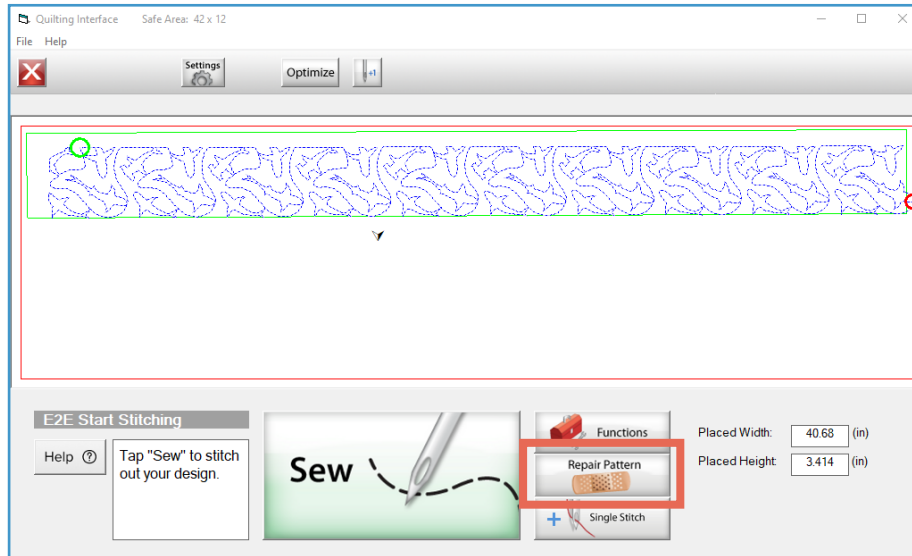 Quilting Interface Safe Area: 42 x 12
File Help
Settings
Optimize
+1
E2E Start Stitching
Help ?
Tap "Sew" to stitch
out your design.
Sew
Functions
Repair Pattern
Single Stitch
Placed Width: 40.68 (in)
Placed Height: 3.414 (in)